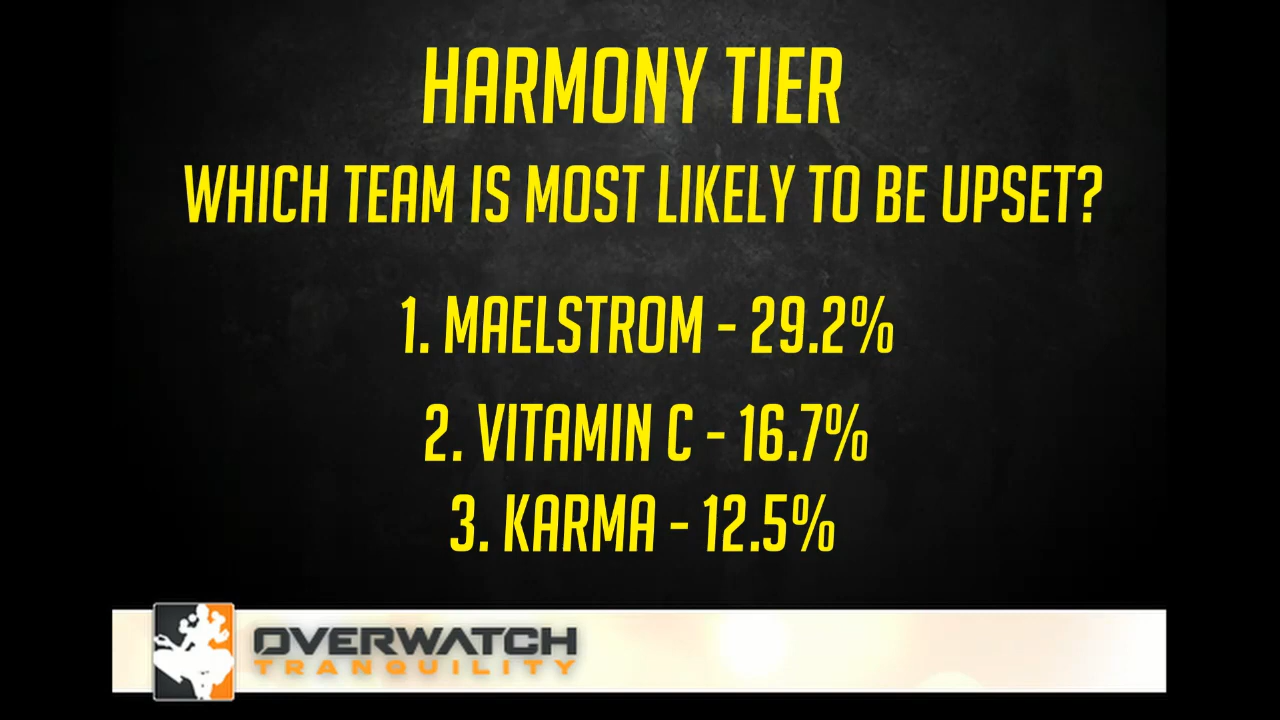 HARMONY TIER
WHICH TEAM IS MOST LIKELY TO BE UPSET?
1. MAELSTROM - 29.2%
2. VITAMIN C - 16.7%
3. KARMA - 12.5%
OVERWATCH
TRANQUILITY